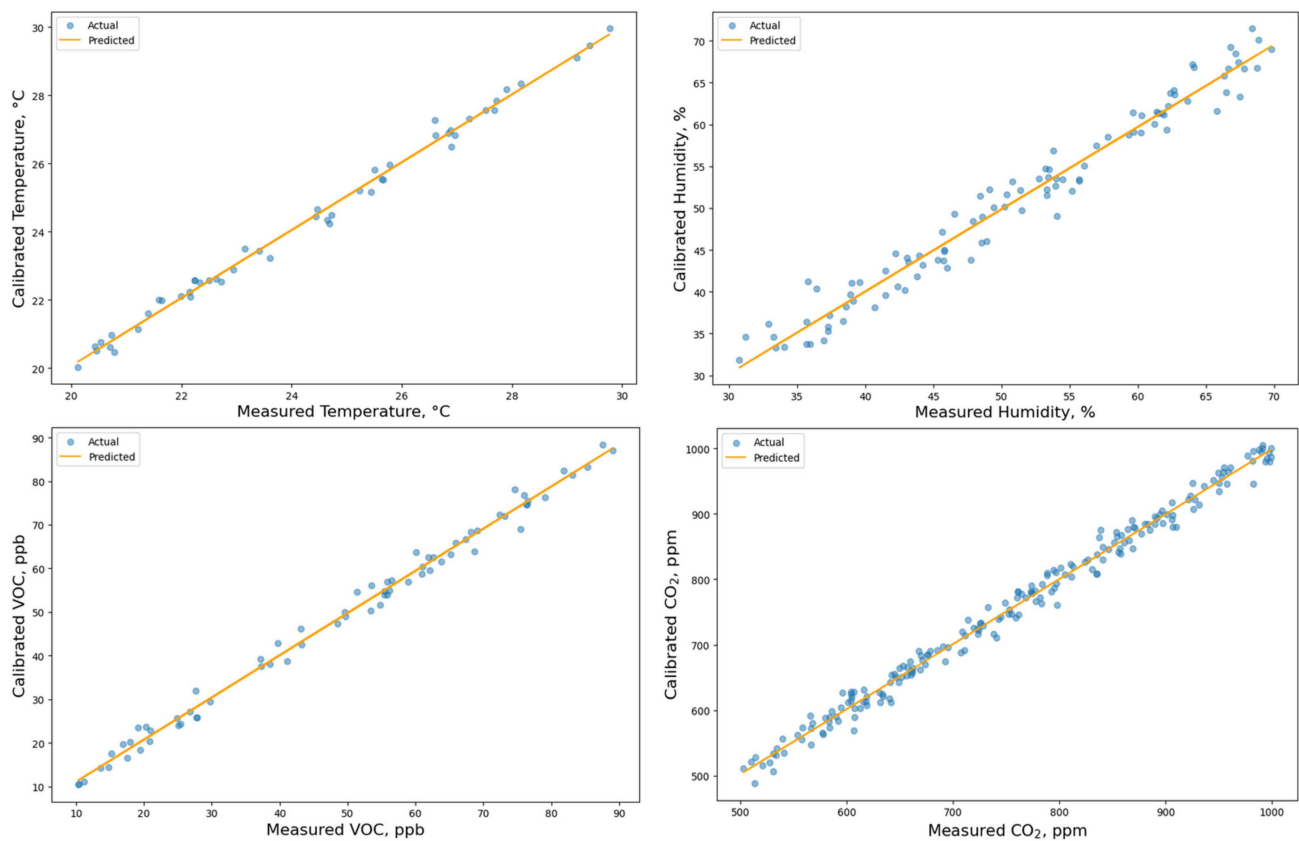 Actual
Predicted
30
28
26
24
22
20
Calibrated Temperature, °C
20 22 24 26 28 30
Measured Temperature, °C
Actual
Predicted
70
65
60
55
50
45
40
35
30
Calibrated Humidity, %
30 35 40 45 50 55 60 65 70
Measured Humidity, %
Actual
Predicted
90
80
70
60
50
40
30
20
10
Calibrated VOC, ppb
10 20 30 40 50 60 70 80 90
Measured VOC, ppb
Actual
Predicted
1000
900
800
700
600
500
Calibrated CO₂, ppm
500 600 700 800 900 1000
Measured CO₂, ppm